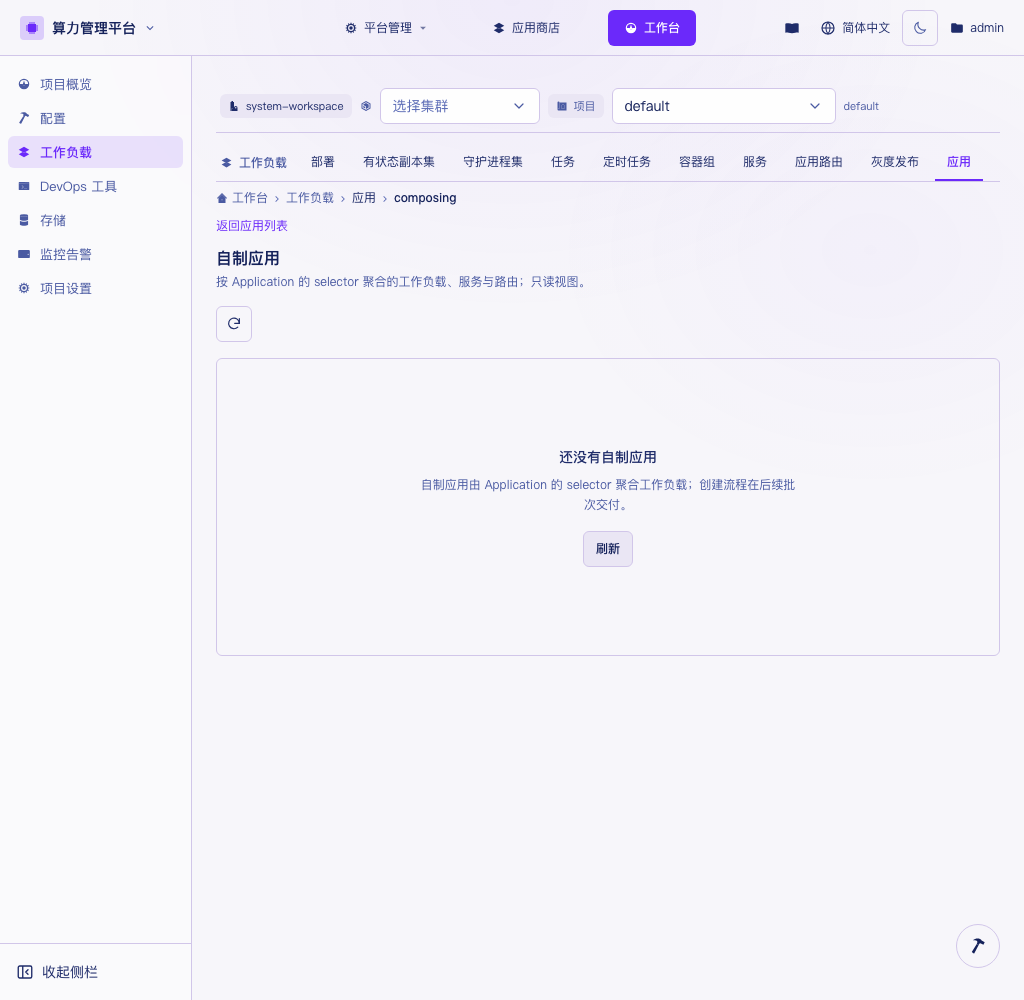 算力管理平台
平台管理
应用商店
工作台
简体中文
admin
项目概览
配置
工作负载
DevOps 工具
存储
监控告警
项目设置
收起侧栏
system-workspace
选择集群
项目
default
default
工作负载
部署
有状态副本集
守护进程集
任务
定时任务
容器组
服务
应用路由
灰度发布
应用
工作台 › 工作负载 › 应用 › composing
返回应用列表
自制应用
按 Application 的 selector 聚合的工作负载、服务与路由；只读视图。
还没有自制应用
自制应用由 Application 的 selector 聚合工作负载；创建流程在后续批
次交付。
刷新